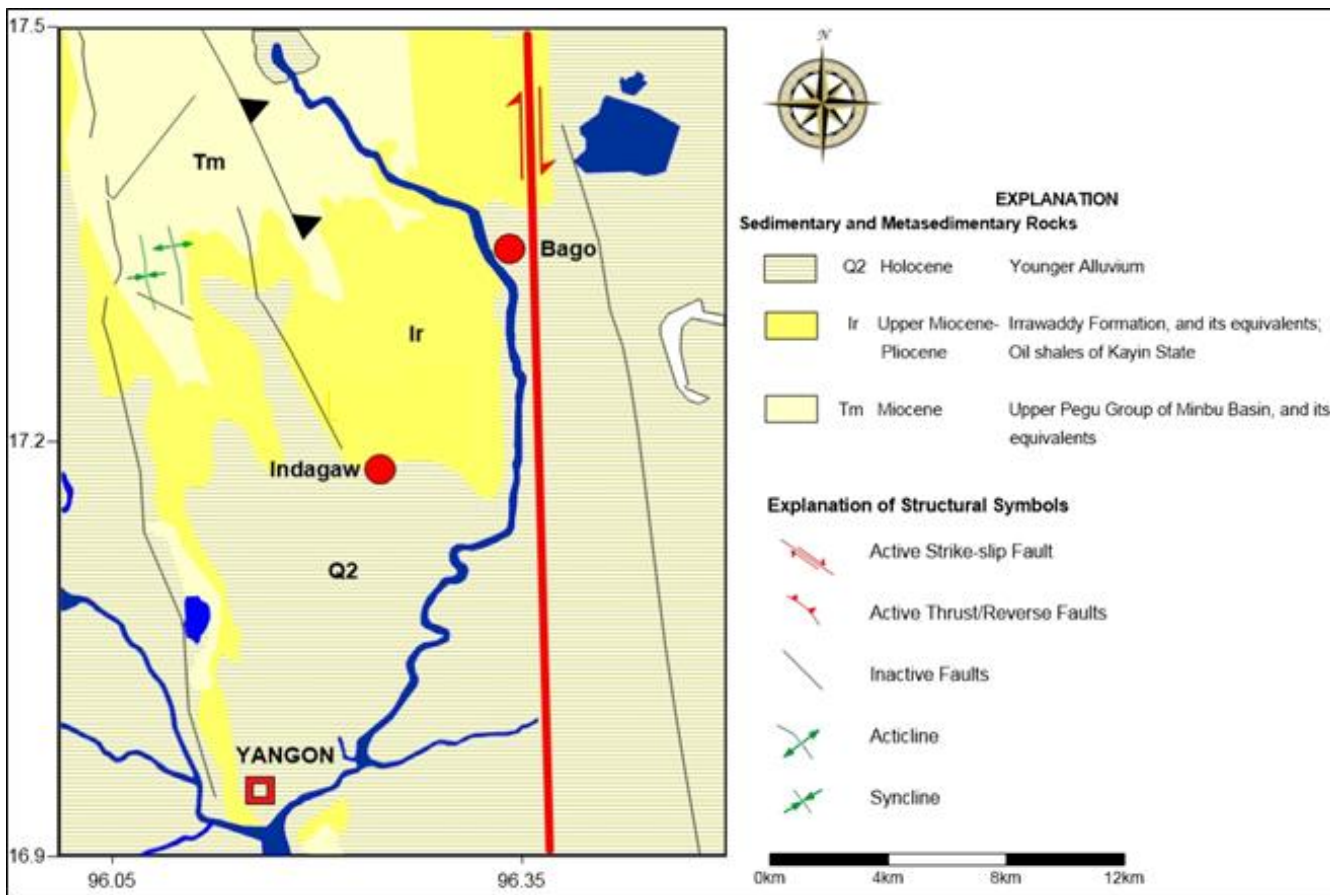 17.5
17.2
16.9
96.05
96.35
Tm
Ir
Bago
Indagaw
Q2
YANGON
N
EXPLANATION
Sedimentary and Metasedimentary Rocks
Q2 Holocene Younger Alluvium
Ir Upper Miocene- Irrawaddy Formation, and its equivalents;
Pliocene Oil shales of Kayin State
Tm Miocene Upper Pegu Group of Minbu Basin, and its
equivalents
Explanation of Structural Symbols
Active Strike-slip Fault
Active Thrust/Reverse Faults
Inactive Faults
Acticline
Syncline
0km 4km 8km 12km